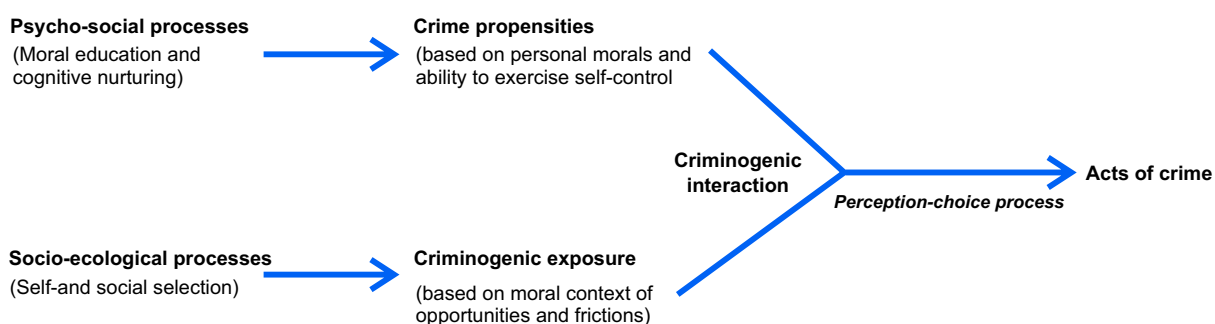 Psycho-social processes
(Moral education and
cognitive nurturing)
Crime propensities
(based on personal morals and
ability to exercise self-control
Criminogenic
interaction
Perception-choice process
Acts of crime
Socio-ecological processes
(Self-and social selection)
Criminogenic exposure
(based on moral context of
opportunities and frictions)